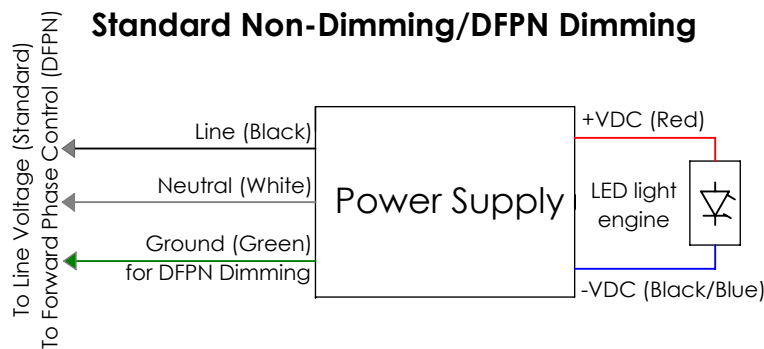 Standard Non-Dimming/DFPN Dimming
To Line Voltage (Standard)
To Forward Phase Control (DFPN)
Line (Black)
Neutral (White)
Ground (Green)
for DFPN Dimming
Power Supply
+VDC (Red)
LED light
engine
-VDC (Black/Blue)